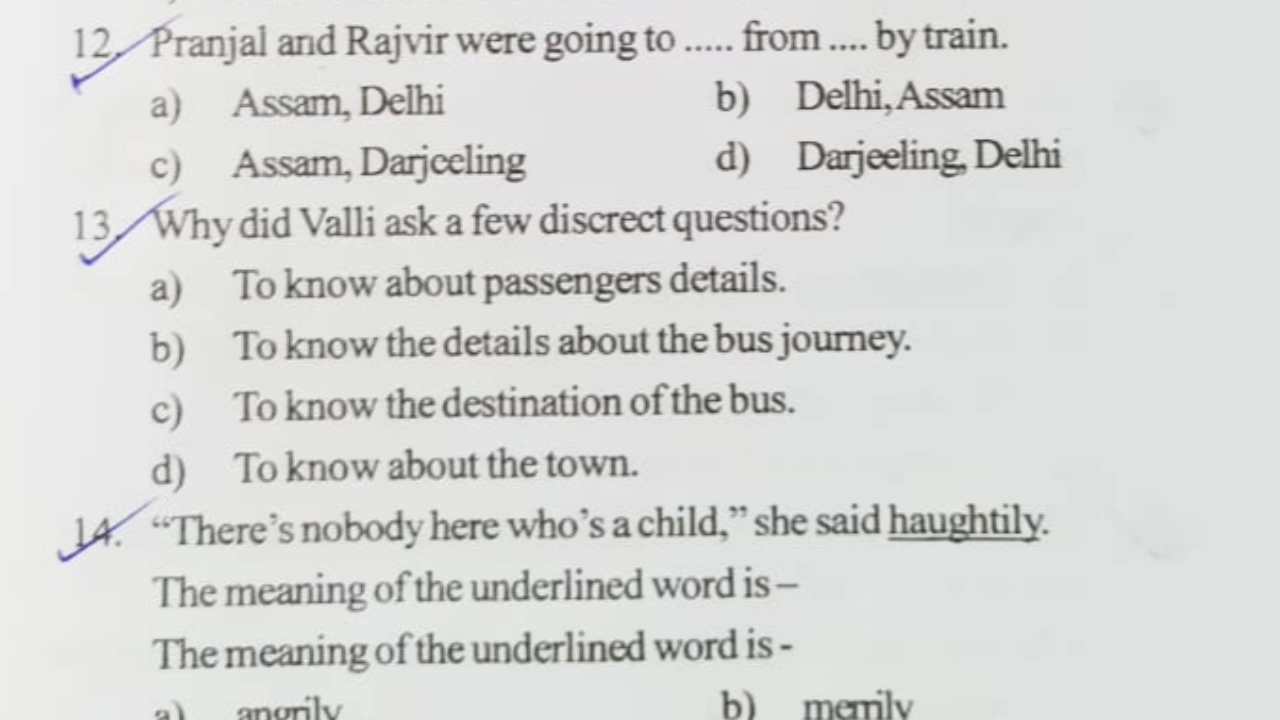 12. Pranjal and Rajvir were going to ..... from .... by train.
a) Assam, Delhi b) Delhi, Assam
c) Assam, Darjeeling d) Darjeeling, Delhi
13. Why did Valli ask a few discrect questions?
a) To know about passengers details.
b) To know the details about the bus journey.
c) To know the destination of the bus.
d) To know about the town.
14. “There’s nobody here who’s a child,” she said haughtily.
The meaning of the underlined word is –
The meaning of the underlined word is -
a) angrily b) merrily